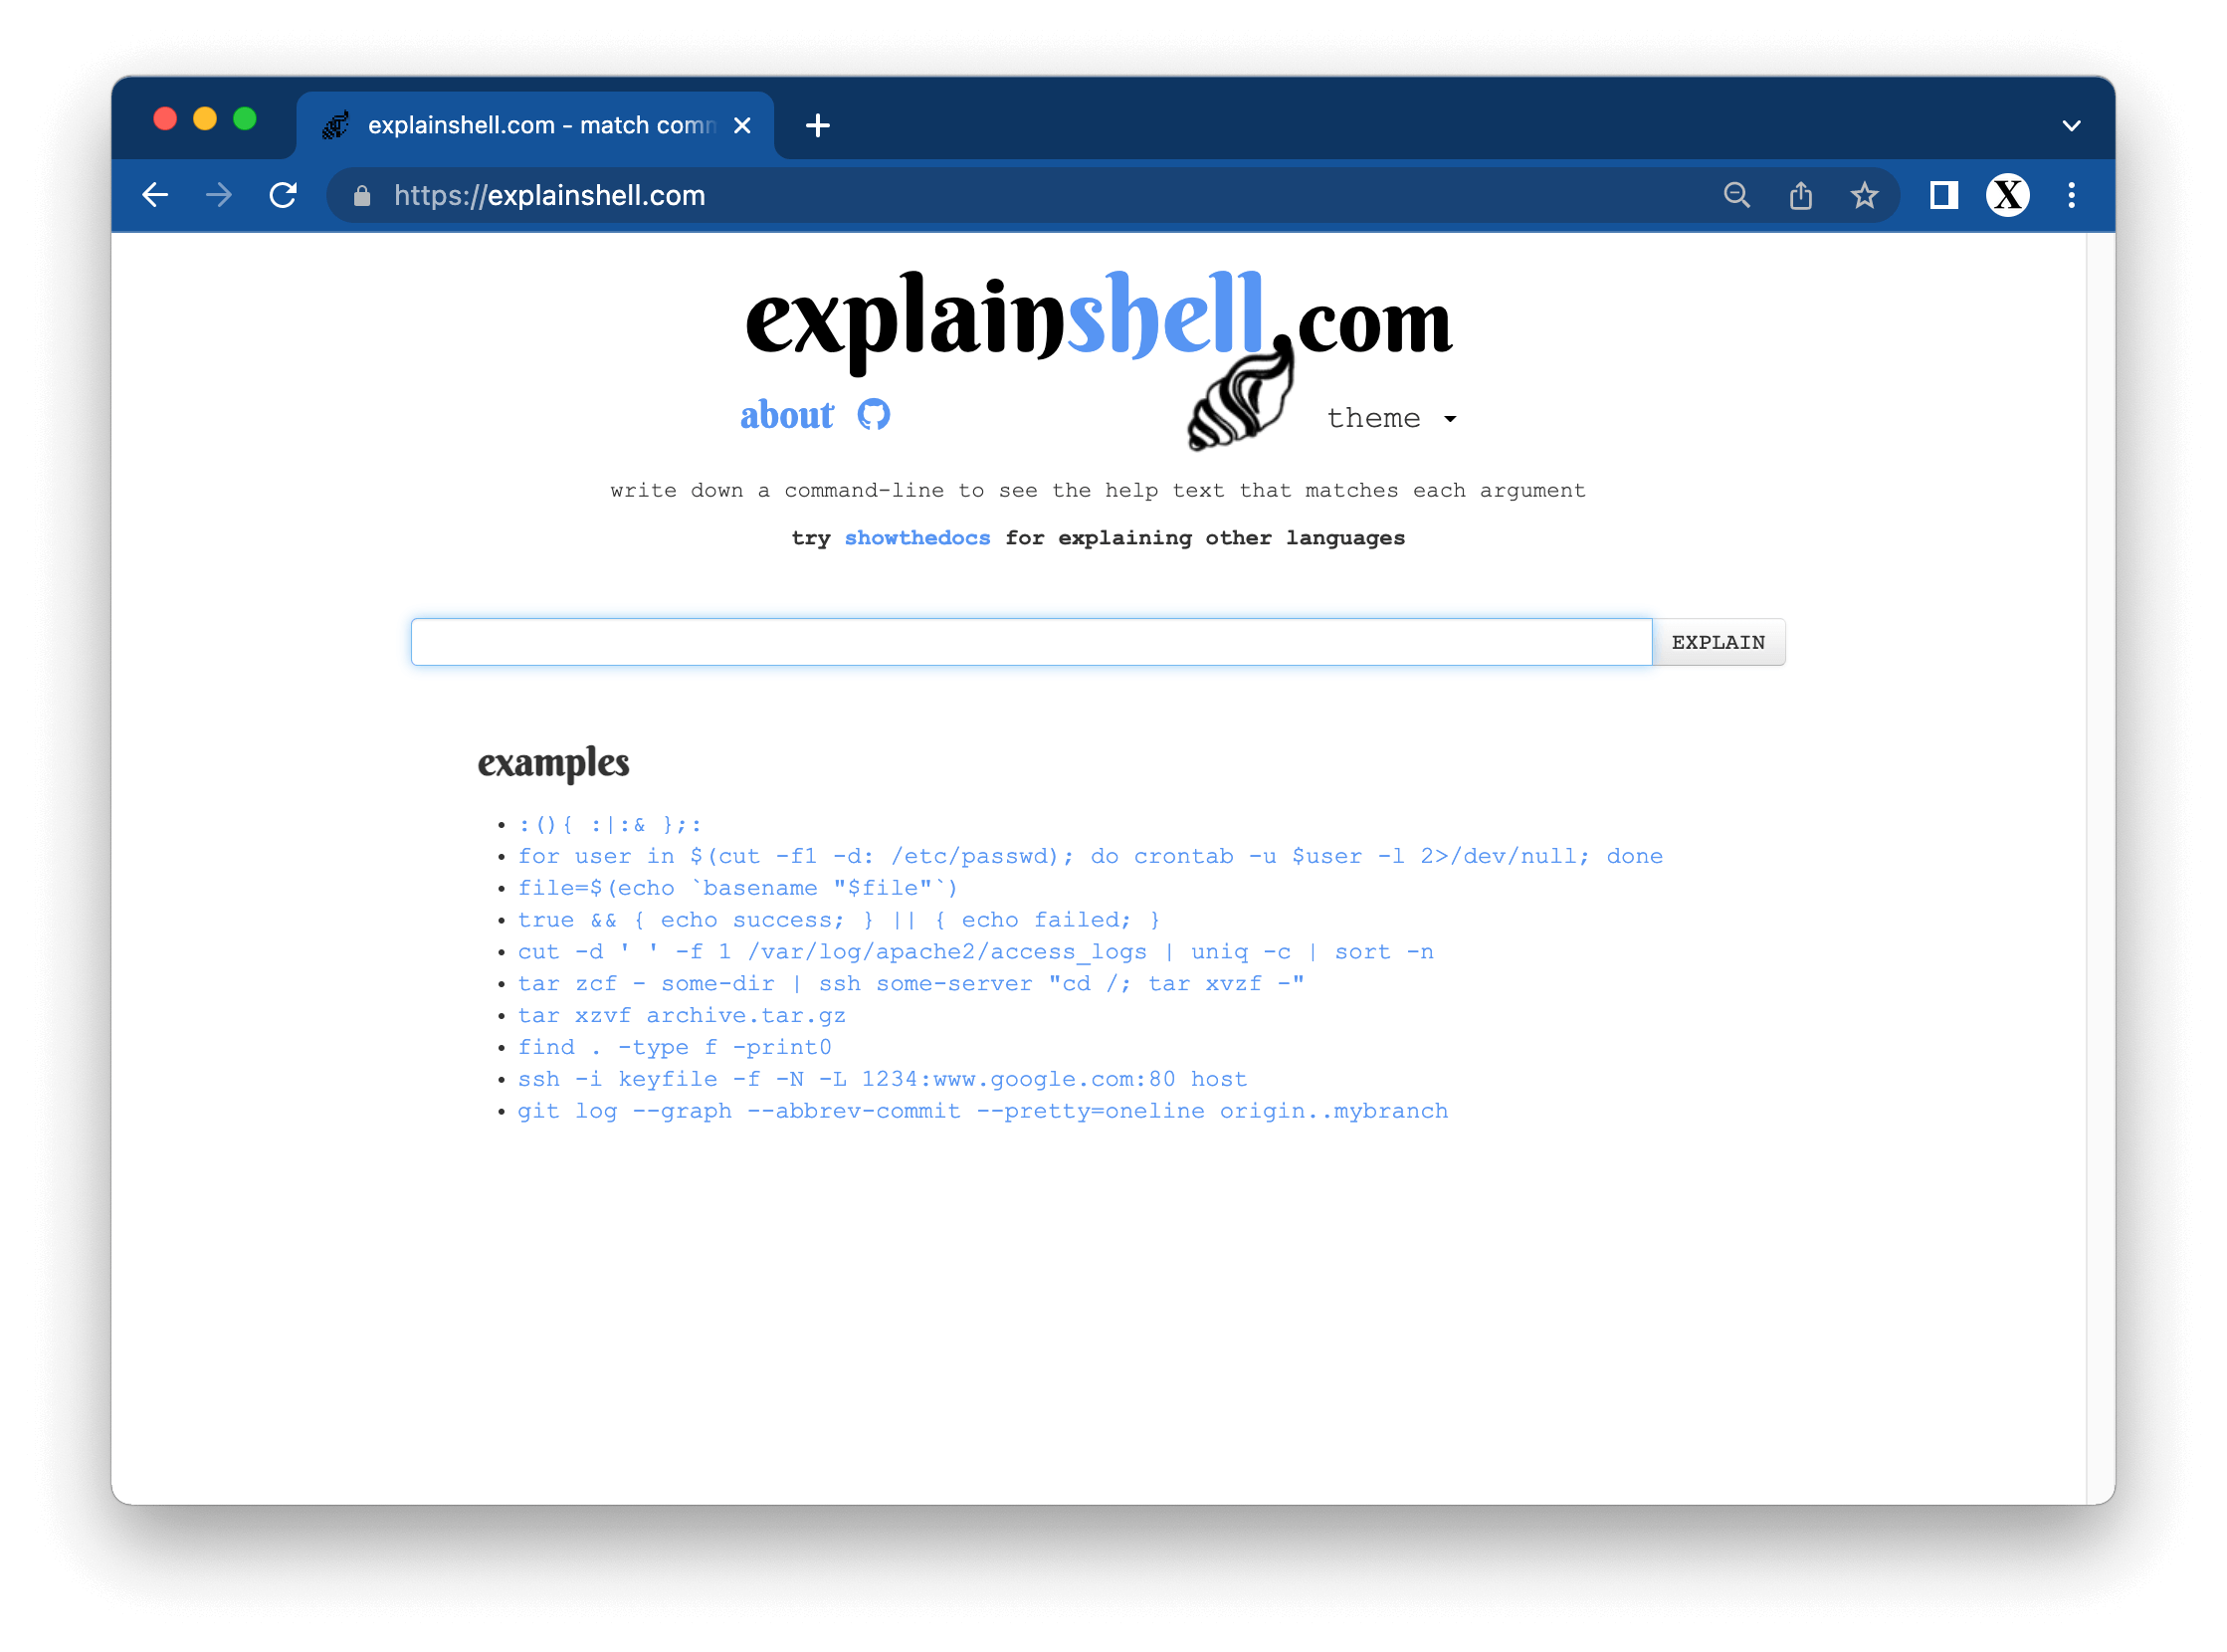 explainshell.com - match comm
https://explainshell.com
X
explainshell.com
about
theme
write down a command-line to see the help text that matches each argument
try showthedocs for explaining other languages
EXPLAIN
examples
:(){ :|:& };:
for user in $(cut -f1 -d: /etc/passwd); do crontab -u $user -l 2>/dev/null; done
file=$(echo `basename "$file"`)
true && { echo success; } || { echo failed; }
cut -d ' ' -f 1 /var/log/apache2/access_logs | uniq -c | sort -n
tar zcf - some-dir | ssh some-server "cd /; tar xvzf -"
tar xzvf archive.tar.gz
find . -type f -print0
ssh -i keyfile -f -N -L 1234:www.google.com:80 host
git log --graph --abbrev-commit --pretty=oneline origin..mybranch